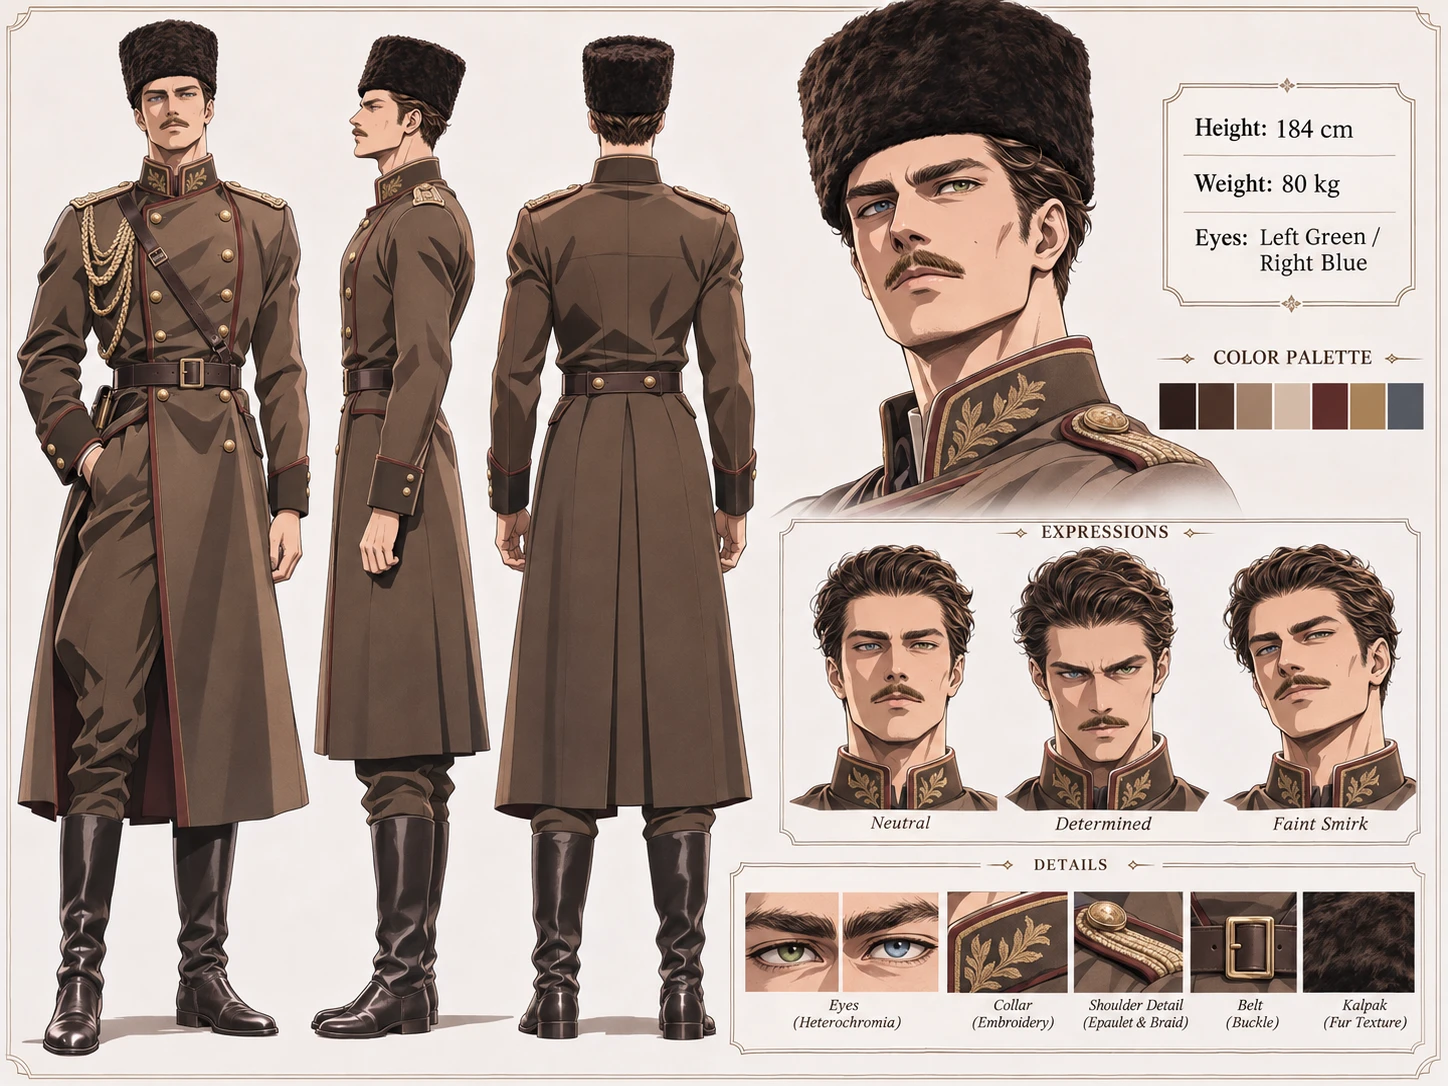 Height: 184 cm
Weight: 80 kg
Eyes: Left Green /
Right Blue
COLOR PALETTE
EXPRESSIONS
Neutral
Determined
Faint Smirk
DETAILS
Eyes
(Heterochromia)
Collar
(Embroidery)
Shoulder Detail
(Epaulet & Braid)
Belt
(Buckle)
Kalpak
(Fur Texture)